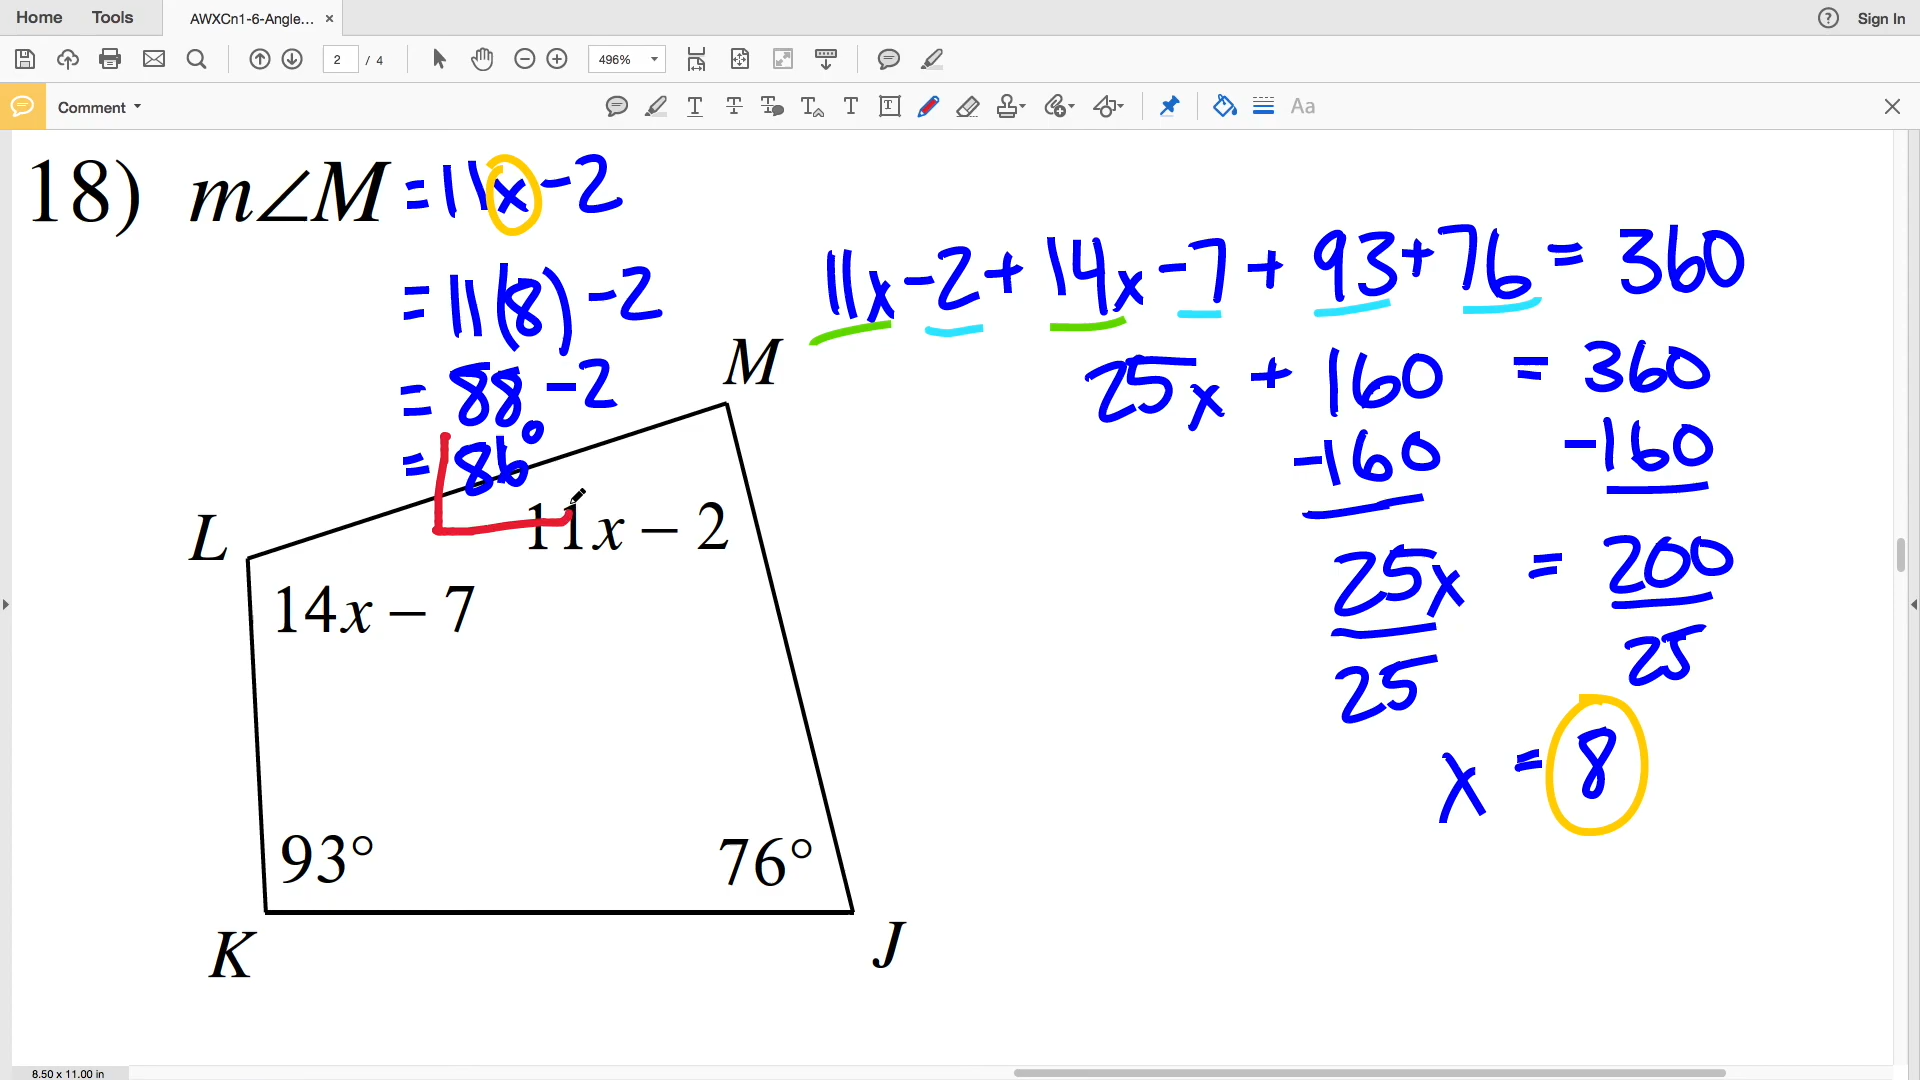 Home Tools AWXCn1-6-Angle... × ? Sign In
2 / 4 496%
Comment Aa
18) m∠M = 11x - 2
= 11(8) - 2
= 88 - 2
= 86°
11x - 2 + 14x - 7 + 93 + 76 = 360
25x + 160 = 360
-160 -160
25x = 200
25 25
x = 8
M
L
11x − 2
14x − 7
93° 76°
K J
8.50 x 11.00 in